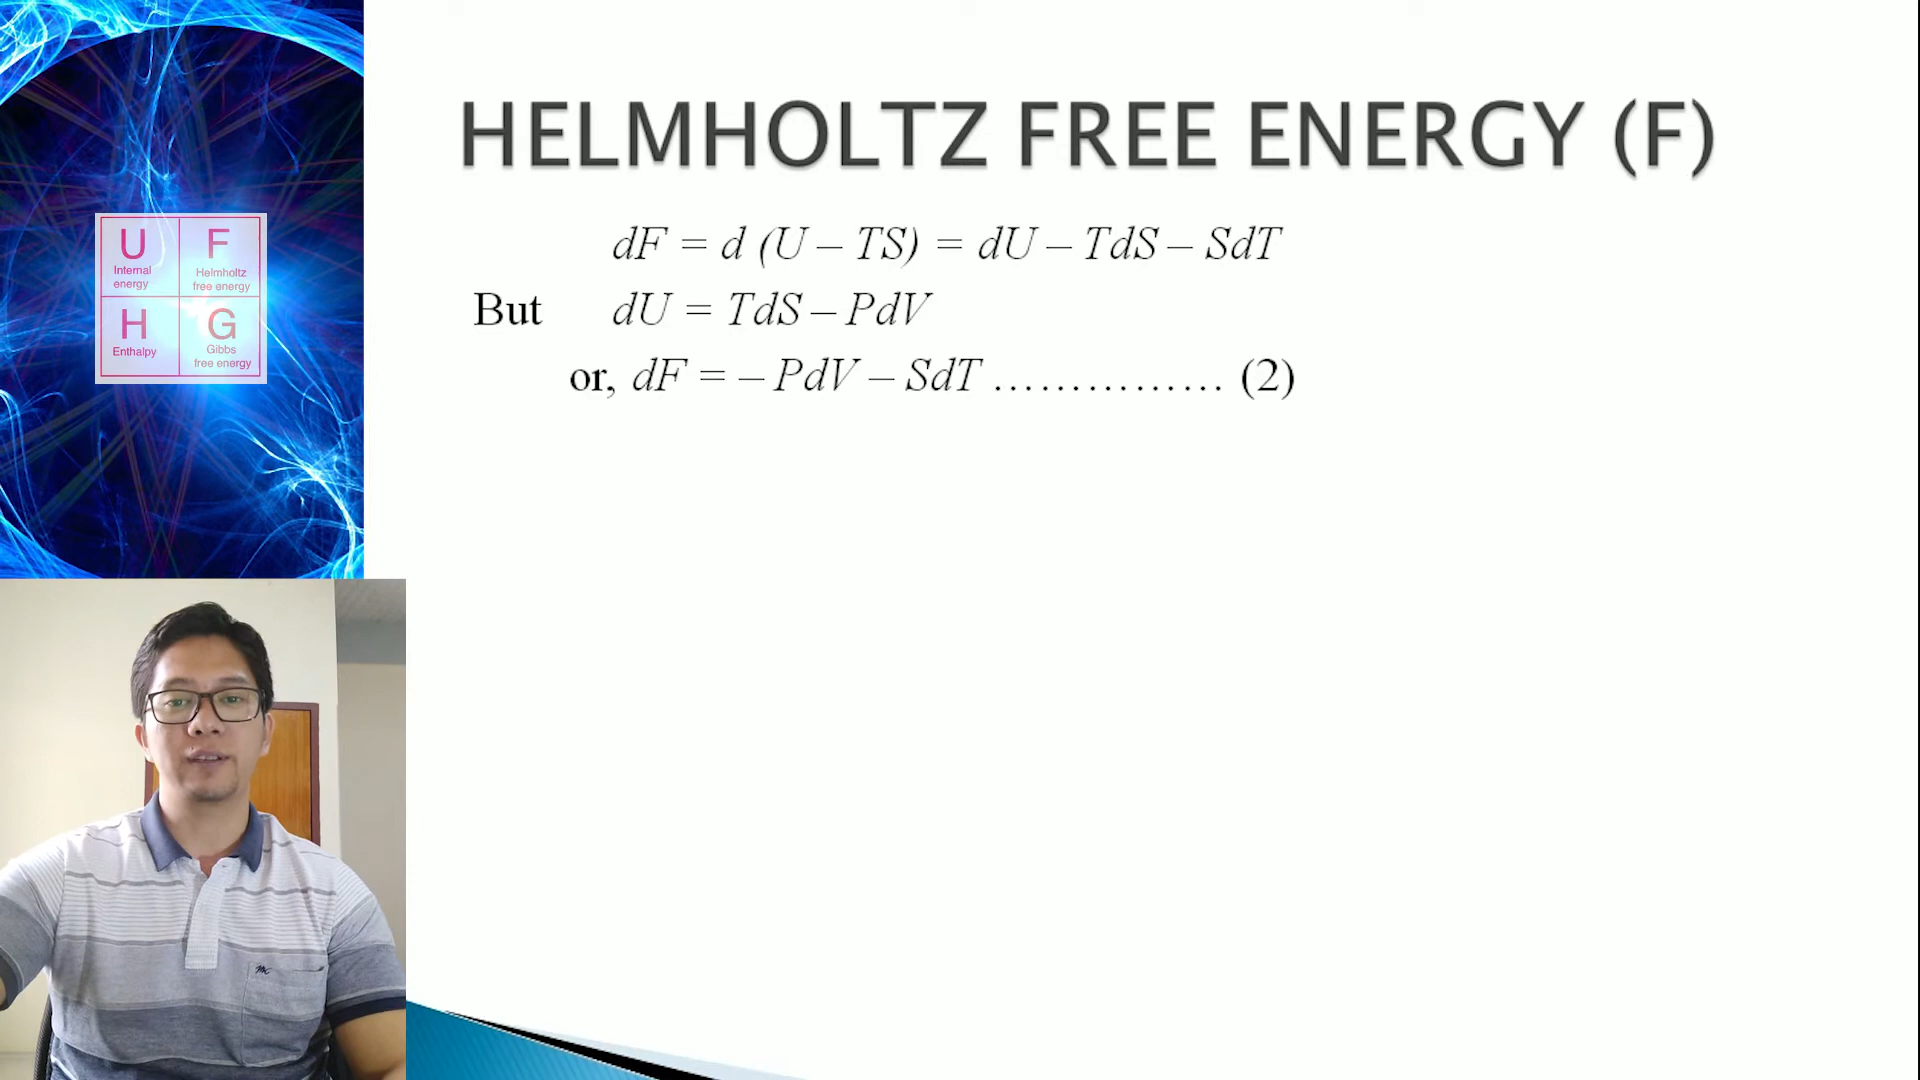 HELMHOLTZ FREE ENERGY (F)
dF = d (U – TS) = dU – TdS – SdT
But dU = TdS – PdV
or, dF = – PdV – SdT …………… (2)
U F
Internal energy
Helmholtz free energy
H G
Enthalpy
Gibbs free energy